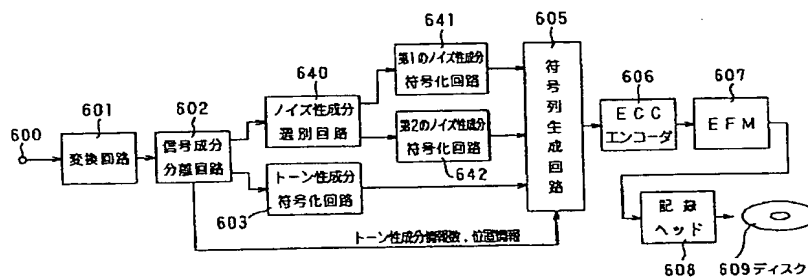 600
601
変換回路
602
信号成分
分離回路
640
ノイズ性成分
選別回路
603
トーン性成分
符号化回路
641
第1のノイズ性成分
符号化回路
第2のノイズ性成分
符号化回路
642
トーン性成分情報数,位置情報
605
符号列生成回路
606
ECC
エンコーダ
607
EFM
記録
ヘッド
608
609ディスク